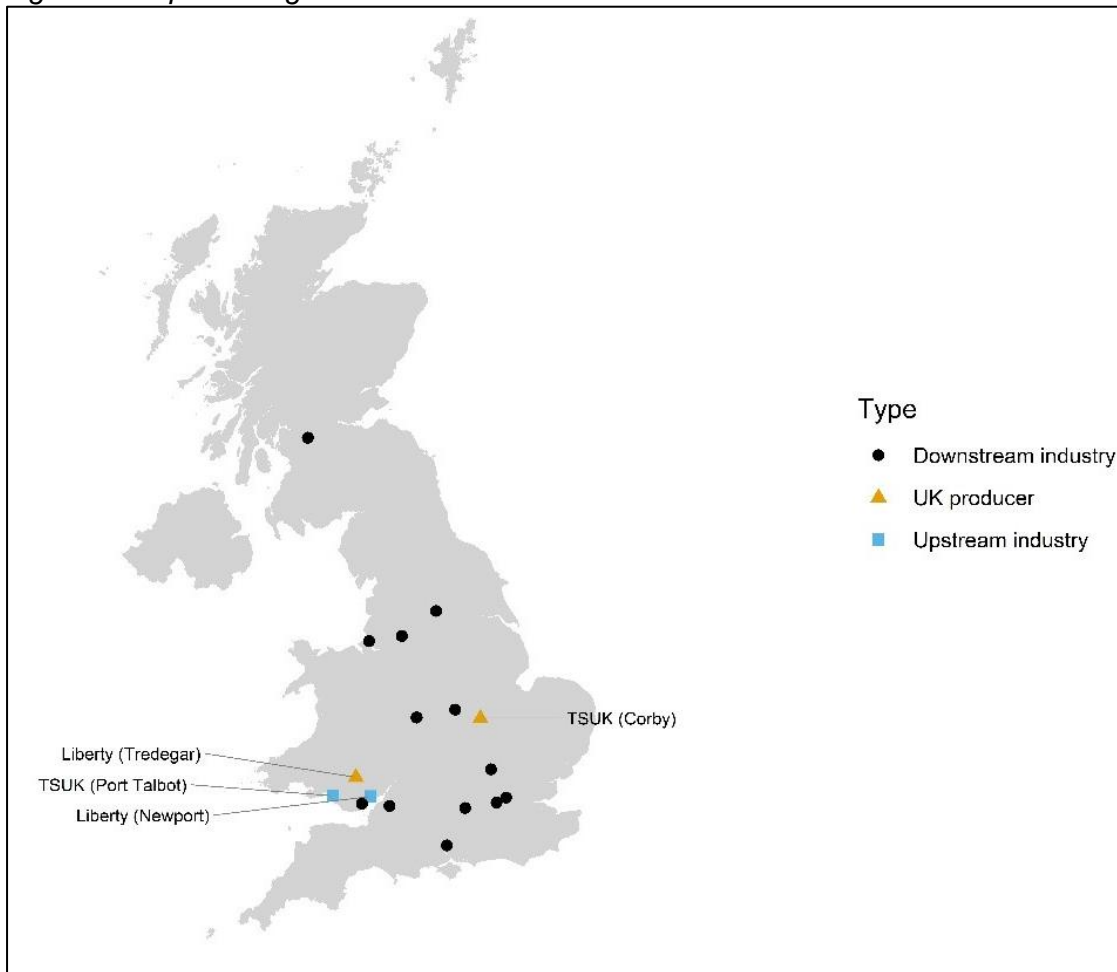 Type
Downstream industry
UK producer
Upstream industry
TSUK (Corby)
Liberty (Tredegar)
TSUK (Port Talbot)
Liberty (Newport)